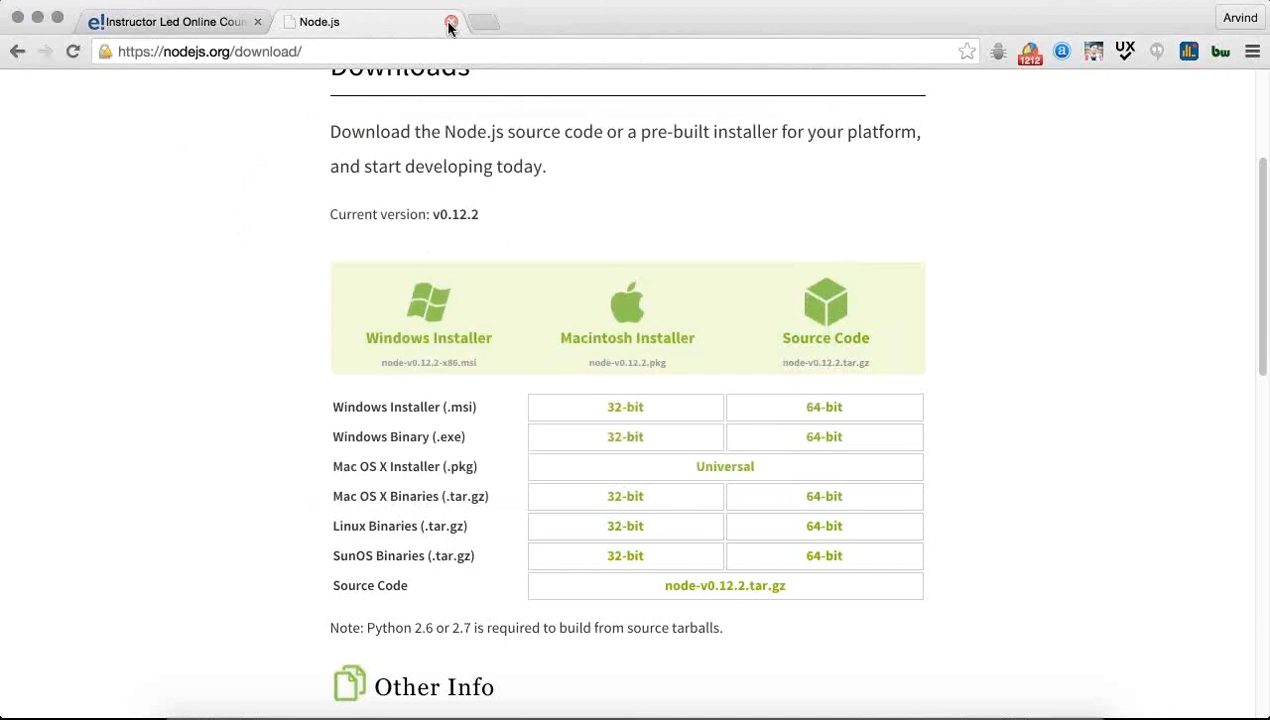 e! Instructor Led Online Cour
Node.js
Arvind
https://nodejs.org/download/
1212
a
UX
bw
Downloads
Download the Node.js source code or a pre-built installer for your platform,
and start developing today.
Current version: v0.12.2
Windows Installer
Macintosh Installer
Source Code
node-v0.12.2-x86.msi
node-v0.12.2.pkg
node-v0.12.2.tar.gz
Windows Installer (.msi) 32-bit 64-bit
Windows Binary (.exe) 32-bit 64-bit
Mac OS X Installer (.pkg) Universal
Mac OS X Binaries (.tar.gz) 32-bit 64-bit
Linux Binaries (.tar.gz) 32-bit 64-bit
SunOS Binaries (.tar.gz) 32-bit 64-bit
Source Code node-v0.12.2.tar.gz
Note: Python 2.6 or 2.7 is required to build from source tarballs.
Other Info